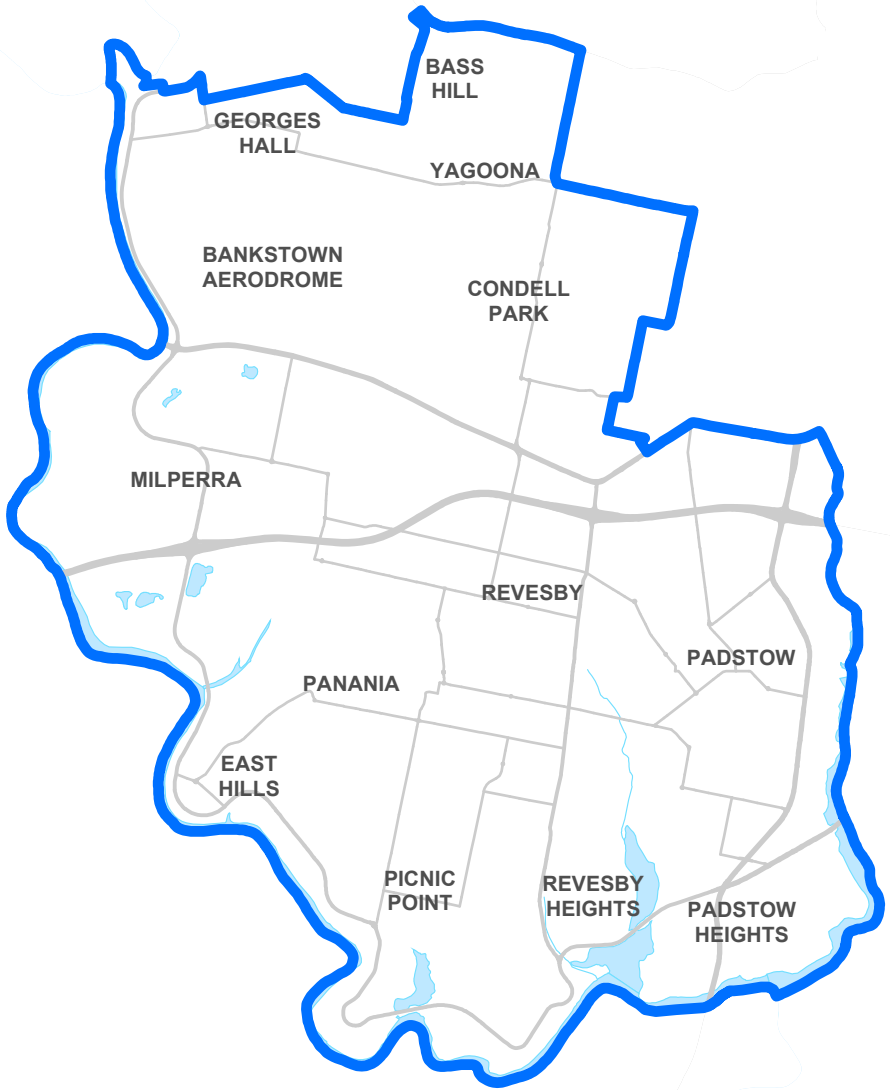 BASS
HILL
GEORGES
HALL
YAGOONA
BANKSTOWN
AERODROME
CONDELL
PARK
MILPERRA
REVESBY
PADSTOW
PANANIA
EAST
HILLS
PICNIC
POINT
REVESBY
HEIGHTS
PADSTOW
HEIGHTS